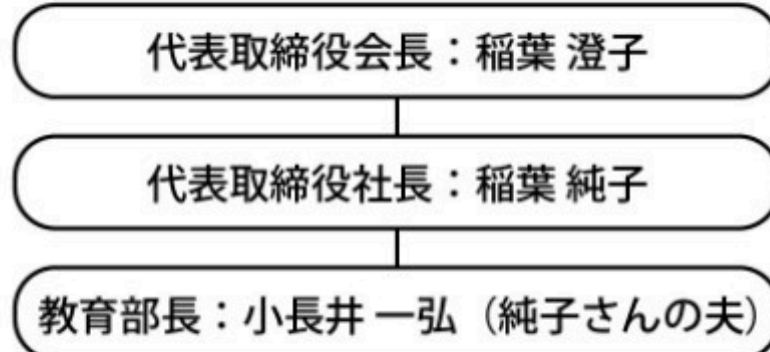 代表取締役会長：稲葉 澄子
代表取締役社長：稲葉 純子
教育部長：小長井 一弘（純子さんの夫）